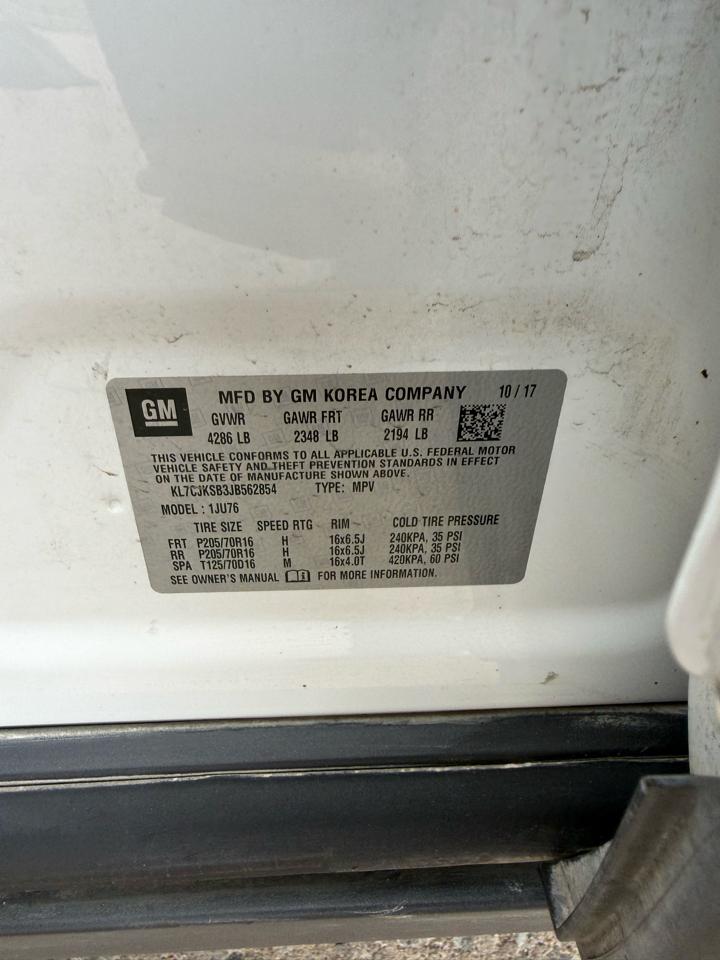 GM
MFD BY GM KOREA COMPANY 10 / 17
GVWR GAWR FRT GAWR RR
4286 LB 2348 LB 2194 LB
THIS VEHICLE CONFORMS TO ALL APPLICABLE U.S. FEDERAL MOTOR
VEHICLE SAFETY AND THEFT PREVENTION STANDARDS IN EFFECT
ON THE DATE OF MANUFACTURE SHOWN ABOVE.
KL7CJKSB3JB562854 TYPE: MPV
MODEL : 1JU76
TIRE SIZE SPEED RTG RIM COLD TIRE PRESSURE
FRT P205/70R16 H 16x6.5J 240KPA, 35 PSI
RR P205/70R16 H 16x6.5J 240KPA, 35 PSI
SPA T125/70D16 M 16x4.0T 420KPA, 60 PSI
SEE OWNER'S MANUAL FOR MORE INFORMATION.